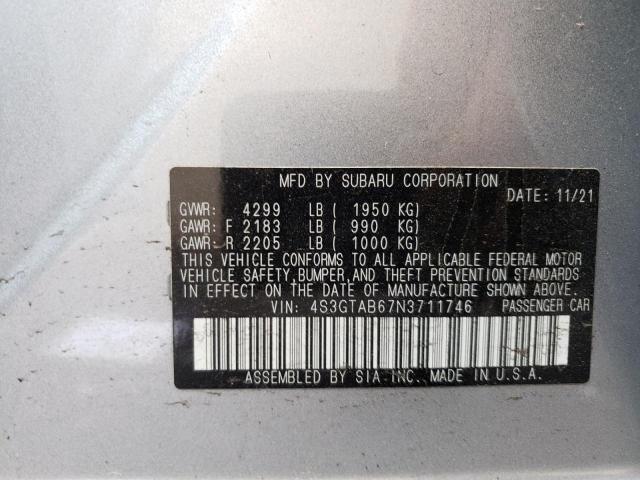 MFD BY SUBARU CORPORATION
DATE: 11/21
GVWR: 4299 LB ( 1950 KG)
GAWR: F 2183 LB ( 990 KG)
GAWR: R 2205 LB ( 1000 KG)
THIS VEHICLE CONFORMS TO ALL APPLICABLE FEDERAL MOTOR
VEHICLE SAFETY, BUMPER, AND THEFT PREVENTION STANDARDS
IN EFFECT ON THE DATE OF MANUFACTURE SHOWN ABOVE.
VIN: 4S3GTAB67N3711746 PASSENGER CAR
ASSEMBLED BY SIA.INC. MADE IN U.S.A.